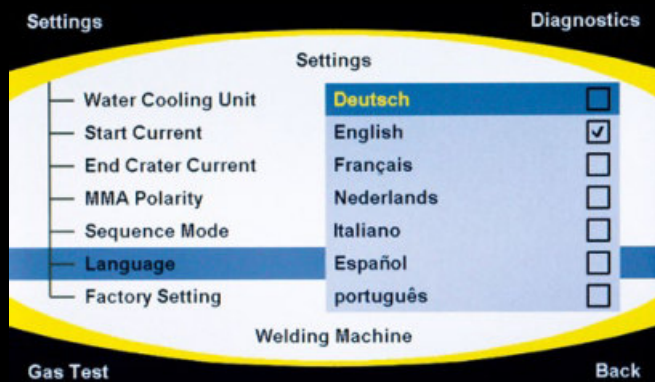 Settings Diagnostics
Settings
Water Cooling Unit Deutsch
Start Current English
End Crater Current Français
MMA Polarity Nederlands
Sequence Mode Italiano
Language Español
Factory Setting português
Welding Machine
Gas Test Back